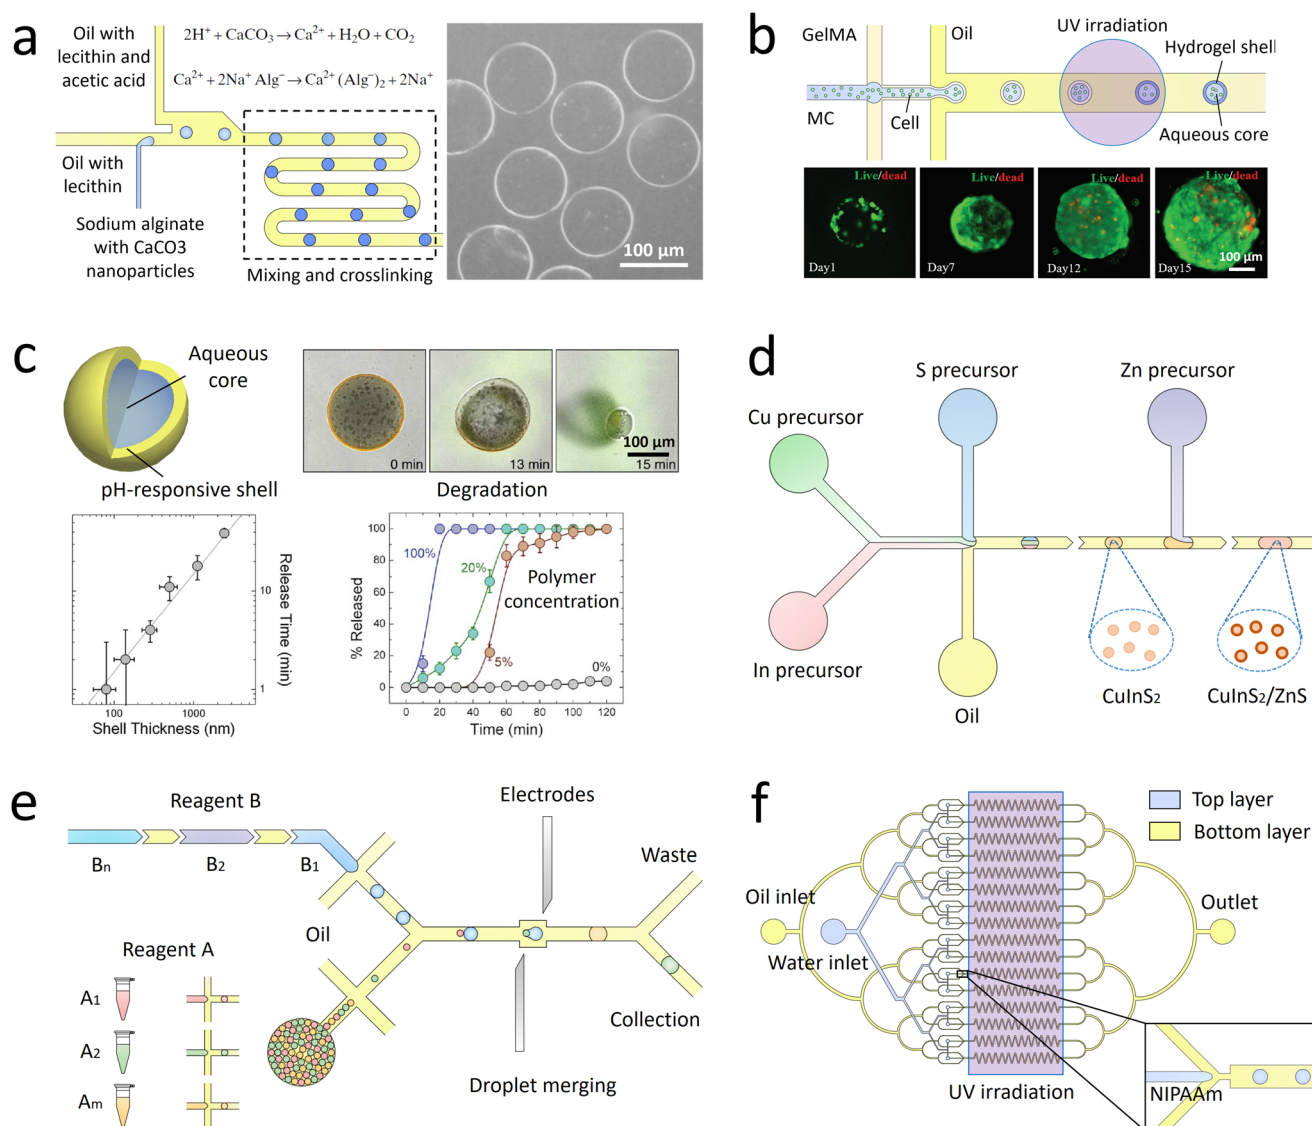 a
Oil with
lecithin and
acetic acid
2H⁺ + CaCO₃ → Ca²⁺ + H₂O + CO₂
Ca²⁺ + 2Na⁺ Alg⁻ → Ca²⁺ (Alg⁻)₂ + 2Na⁺
Oil with
lecithin
Sodium alginate
with CaCO3
nanoparticles
Mixing and crosslinking
100 µm
b
GelMA
Oil
UV irradiation
Hydrogel shell
MC
Cell
Aqueous core
Live/dead
Live/dead
Live/dead
Live/dead
Day1
Day7
Day12
Day15
100 µm
c
Aqueous
core
pH-responsive shell
0 min
13 min
100 µm
15 min
Degradation
10
1
Release Time (min)
100
1000
Shell Thickness (nm)
100
80
60
40
20
0
% Released
100%
20%
Polymer
concentration
5%
0%
0 20 40 60 80 100 120
Time (min)
d
S precursor
Zn precursor
Cu precursor
In precursor
Oil
CuInS₂
CuInS₂/ZnS
e
Reagent B
Bn
B2
B1
Electrodes
Waste
Oil
Reagent A
A1
A2
Am
Collection
Droplet merging
f
Top layer
Bottom layer
Oil inlet
Water inlet
Outlet
UV irradiation
NIPAAm